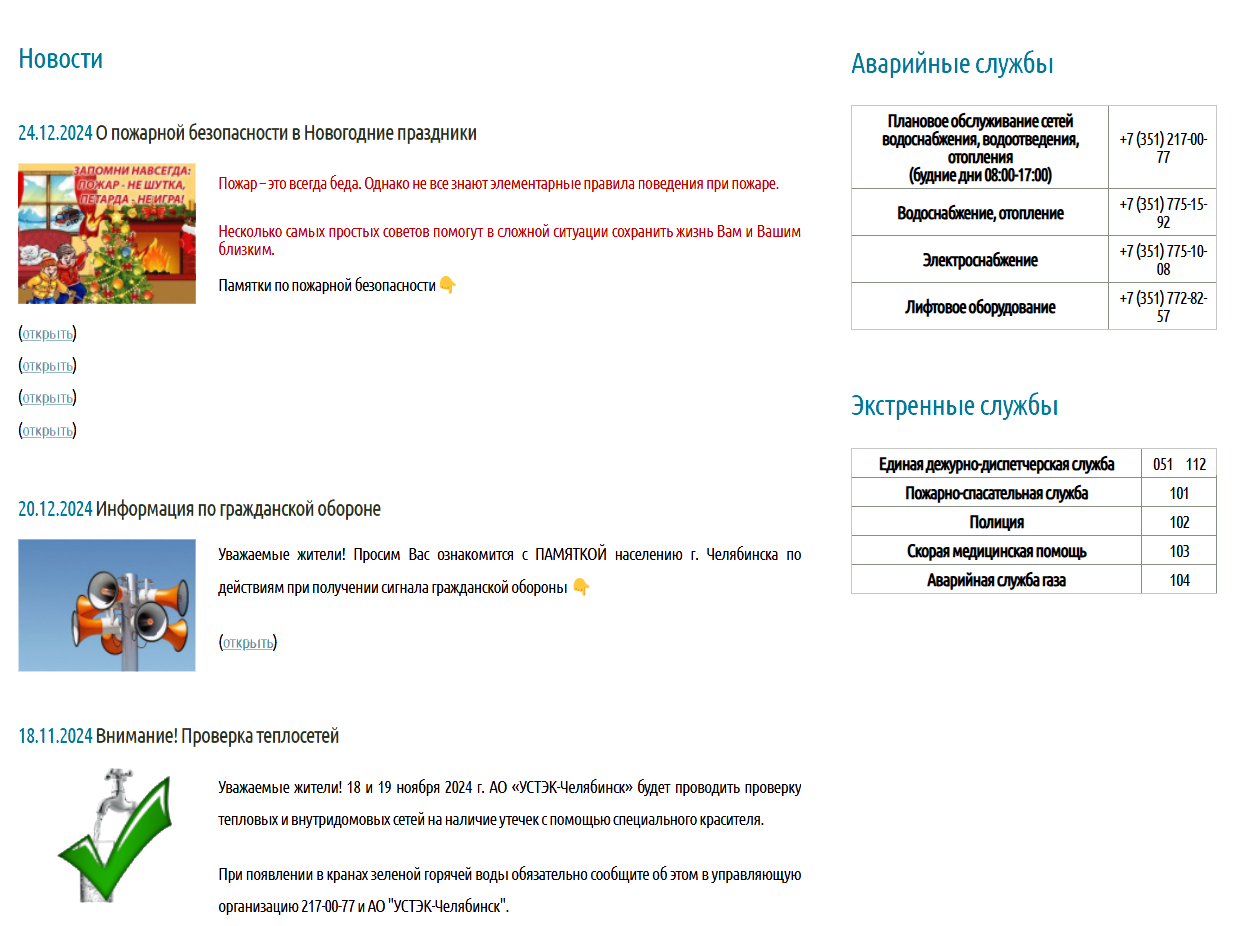 Новости
24.12.2024 О пожарной безопасности в Новогодние праздники
ЗАПОМНИ НАВСЕГДА:
ПОЖАР - НЕ ШУТКА,
ПЕТАРДА - НЕ ИГРА!
Пожар – это всегда беда. Однако не все знают элементарные правила поведения при пожаре.
Несколько самых простых советов помогут в сложной ситуации сохранить жизнь Вам и Вашим
близким.
Памятки по пожарной безопасности 👇
(открыть)
(открыть)
(открыть)
(открыть)
20.12.2024 Информация по гражданской обороне
Уважаемые жители! Просим Вас ознакомится с ПАМЯТКОЙ населению г. Челябинска по
действиям при получении сигнала гражданской обороны 👇
(открыть)
18.11.2024 Внимание! Проверка теплосетей
Уважаемые жители! 18 и 19 ноября 2024 г. АО «УСТЭК-Челябинск» будет проводить проверку
тепловых и внутридомовых сетей на наличие утечек с помощью специального красителя.
При появлении в кранах зеленой горячей воды обязательно сообщите об этом в управляющую
организацию 217-00-77 и АО "УСТЭК-Челябинск".
Аварийные службы
Плановое обслуживание сетей
водоснабжения, водоотведения,
отопления
(будние дни 08:00-17:00)
+7 (351) 217-00-
77
Водоснабжение, отопление
+7 (351) 775-15-
92
Электроснабжение
+7 (351) 775-10-
08
Лифтовое оборудование
+7 (351) 772-82-
57
Экстренные службы
Единая дежурно-диспетчерская служба 051 112
Пожарно-спасательная служба 101
Полиция 102
Скорая медицинская помощь 103
Аварийная служба газа 104